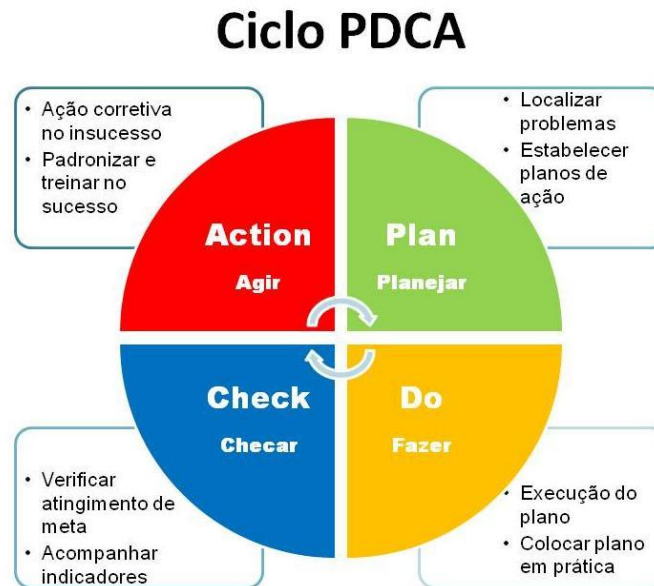 Ciclo PDCA
• Ação corretiva
no insucesso
• Padronizar e
treinar no
sucesso
• Localizar
problemas
• Estabelecer
planos de
ação
Action
Agir
Plan
Planejar
Check
Checar
Do
Fazer
• Verificar
atingimento de
meta
• Acompanhar
indicadores
• Execução do
plano
• Colocar plano
em prática